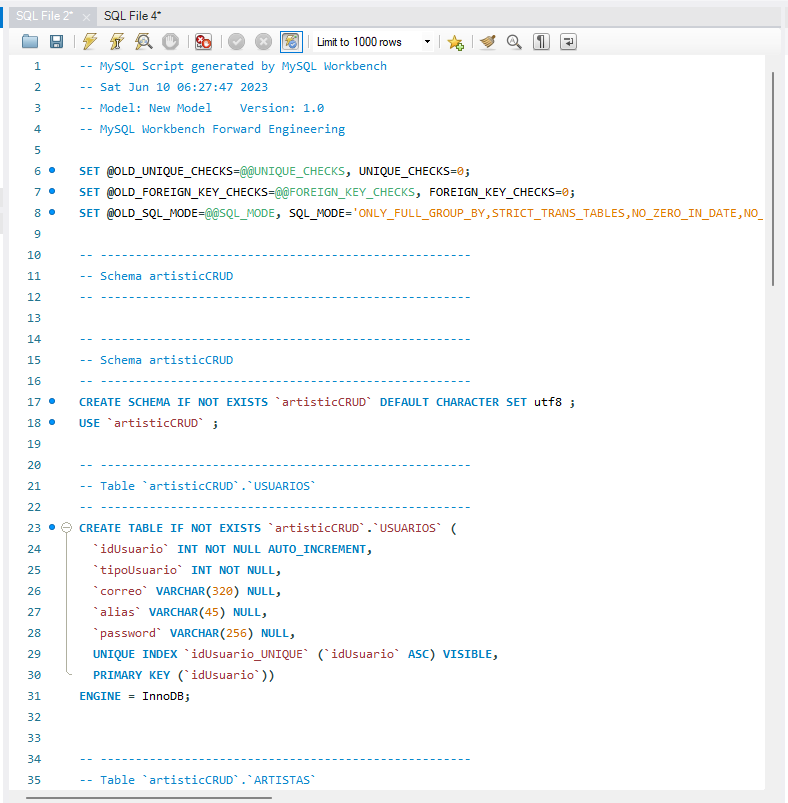 SQL File 2* SQL File 4*
Limit to 1000 rows
1 -- MySQL Script generated by MySQL Workbench
2 -- Sat Jun 10 06:27:47 2023
3 -- Model: New Model    Version: 1.0
4 -- MySQL Workbench Forward Engineering
5
6 SET @OLD_UNIQUE_CHECKS=@@UNIQUE_CHECKS, UNIQUE_CHECKS=0;
7 SET @OLD_FOREIGN_KEY_CHECKS=@@FOREIGN_KEY_CHECKS, FOREIGN_KEY_CHECKS=0;
8 SET @OLD_SQL_MODE=@@SQL_MODE, SQL_MODE='ONLY_FULL_GROUP_BY,STRICT_TRANS_TABLES,NO_ZERO_IN_DATE,NO_
9
10 -- -----------------------------------------------------
11 -- Schema artisticCRUD
12 -- -----------------------------------------------------
13
14 -- -----------------------------------------------------
15 -- Schema artisticCRUD
16 -- -----------------------------------------------------
17 CREATE SCHEMA IF NOT EXISTS `artisticCRUD` DEFAULT CHARACTER SET utf8 ;
18 USE `artisticCRUD` ;
19
20 -- -----------------------------------------------------
21 -- Table `artisticCRUD`.`USUARIOS`
22 -- -----------------------------------------------------
23 CREATE TABLE IF NOT EXISTS `artisticCRUD`.`USUARIOS` (
24   `idUsuario` INT NOT NULL AUTO_INCREMENT,
25   `tipoUsuario` INT NOT NULL,
26   `correo` VARCHAR(320) NULL,
27   `alias` VARCHAR(45) NULL,
28   `password` VARCHAR(256) NULL,
29   UNIQUE INDEX `idUsuario_UNIQUE` (`idUsuario` ASC) VISIBLE,
30   PRIMARY KEY (`idUsuario`))
31 ENGINE = InnoDB;
32
33
34 -- -----------------------------------------------------
35 -- Table `artisticCRUD`.`ARTISTAS`